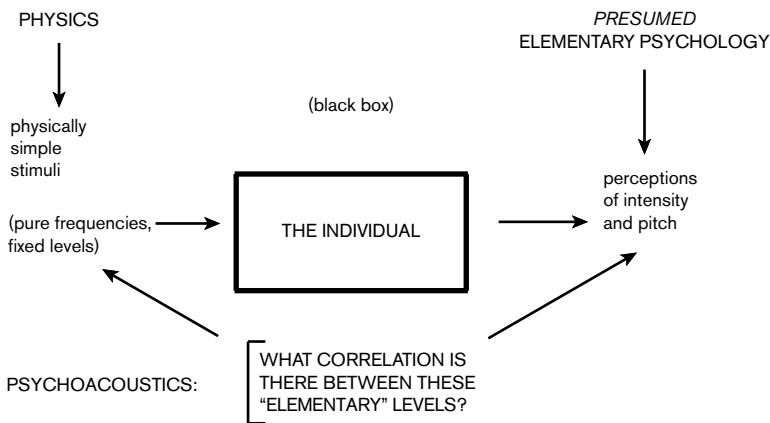 PHYSICS
PRESUMED
ELEMENTARY PSYCHOLOGY
(black box)
physically
simple
stimuli
(pure frequencies,
fixed levels)
THE INDIVIDUAL
perceptions
of intensity
and pitch
PSYCHOACOUSTICS:
WHAT CORRELATION IS
THERE BETWEEN THESE
“ELEMENTARY” LEVELS?